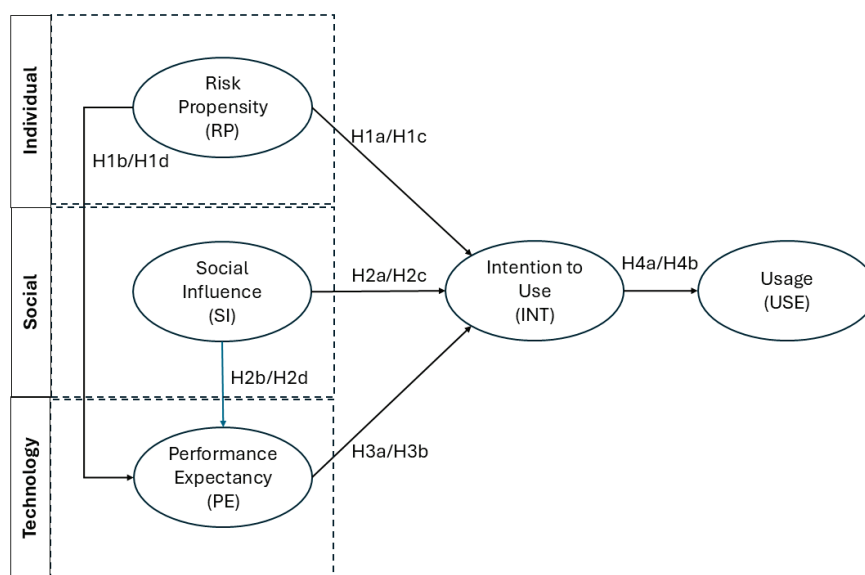 Individual
Risk
Propensity
(RP)
H1a/H1c
H1b/H1d
Social
Social
Influence
(SI)
H2a/H2c
Intention to
Use
(INT)
H4a/H4b
Usage
(USE)
H2b/H2d
Technology
Performance
Expectancy
(PE)
H3a/H3b